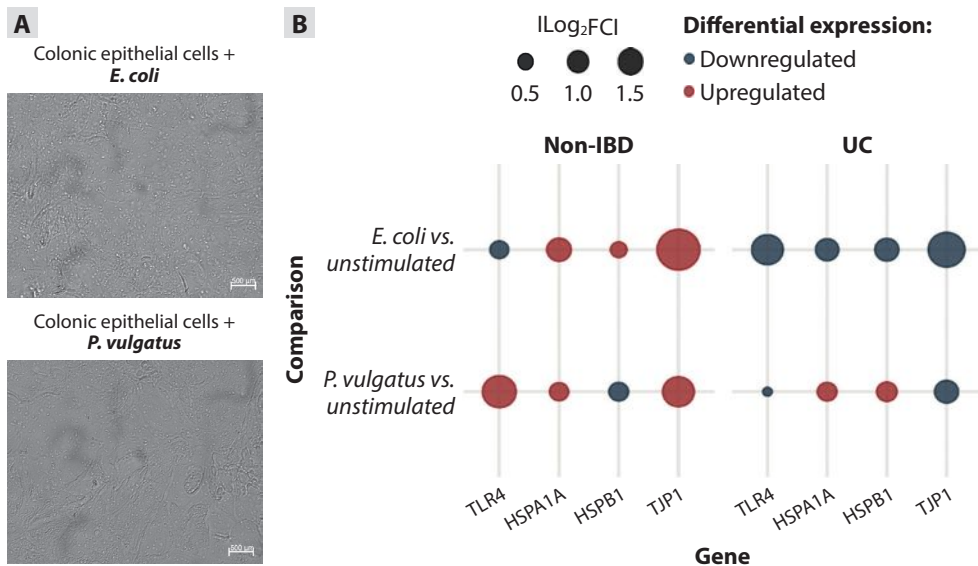 A
Colonic epithelial cells +
E. coli
500 µm
Colonic epithelial cells +
P. vulgatus
500 µm
B
ILog₂FCI
0.5 1.0 1.5
Differential expression:
Downregulated
Upregulated
Non-IBD
UC
Comparison
E. coli vs.
unstimulated
P. vulgatus vs.
unstimulated
TLR4 HSPA1A HSPB1 TJP1
TLR4 HSPA1A HSPB1 TJP1
Gene